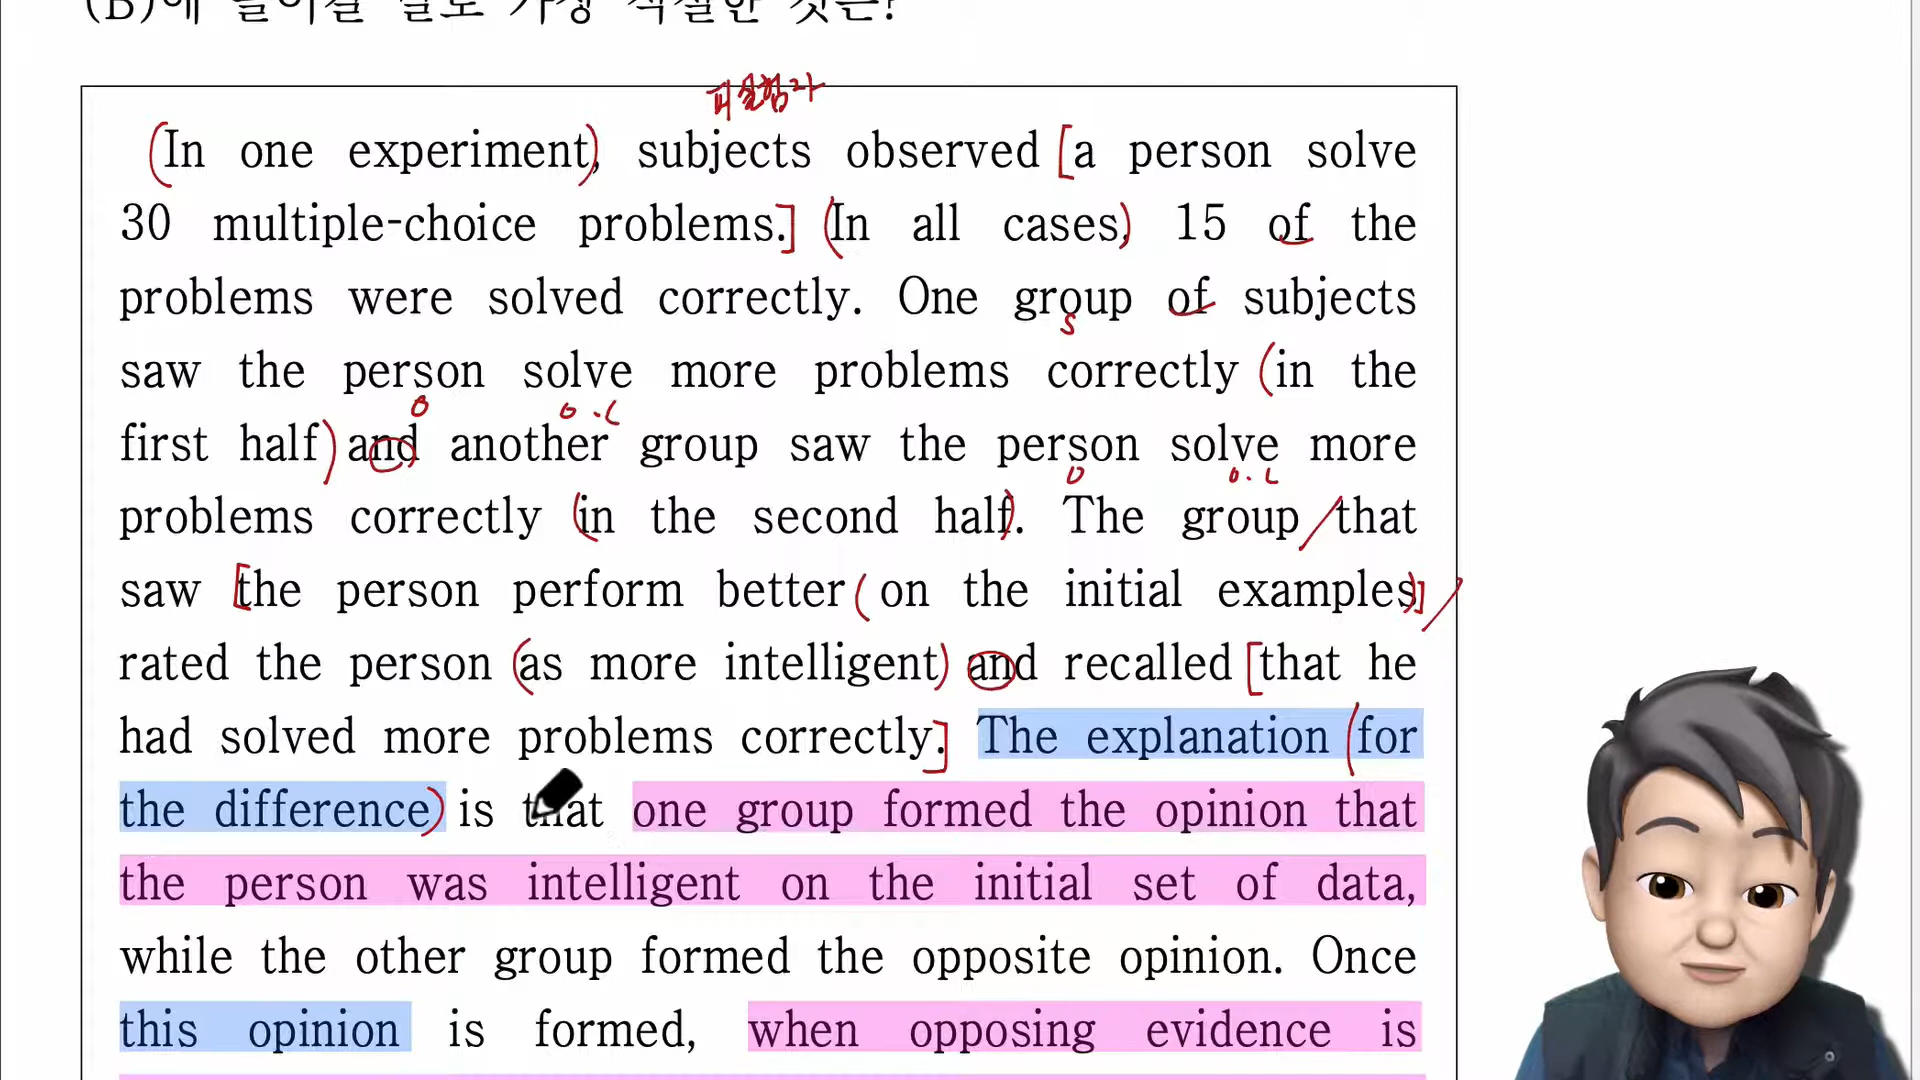 (B)에 들어갈 말로 가장 적절한 것은?
피실험자
In one experiment, subjects observed a person solve
30 multiple-choice problems. In all cases, 15 of the
problems were solved correctly. One group of subjects
S
saw the person solve more problems correctly in the
O O.C
first half and another group saw the person solve more
O O.C
problems correctly in the second half. The group that
saw the person perform better on the initial examples
rated the person as more intelligent and recalled that he
had solved more problems correctly. The explanation for
the difference is that one group formed the opinion that
the person was intelligent on the initial set of data,
while the other group formed the opposite opinion. Once
this opinion is formed, when opposing evidence is